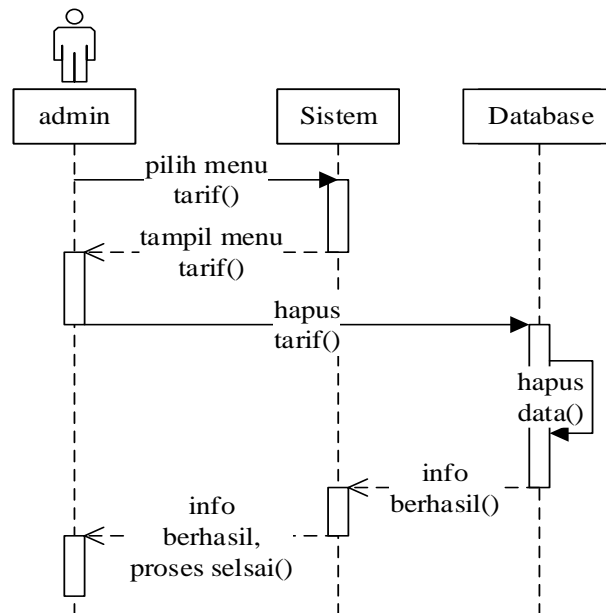 admin
Sistem
Database
pilih menu
tarif()
tampil menu
tarif()
hapus
tarif()
hapus
data()
info
berhasil()
info
berhasil,
proses selsai()